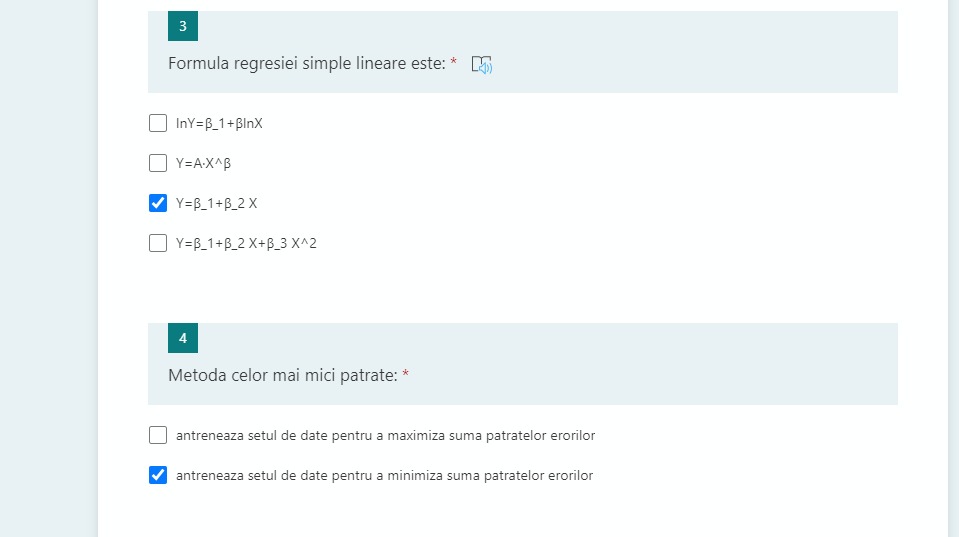 3
Formula regresiei simple lineare este: *
lnY=β_1+βlnX
Y=A·X^β
Y=β_1+β_2 X
Y=β_1+β_2 X+β_3 X^2
4
Metoda celor mai mici patrate: *
antreneaza setul de date pentru a maximiza suma patratelor erorilor
antreneaza setul de date pentru a minimiza suma patratelor erorilor